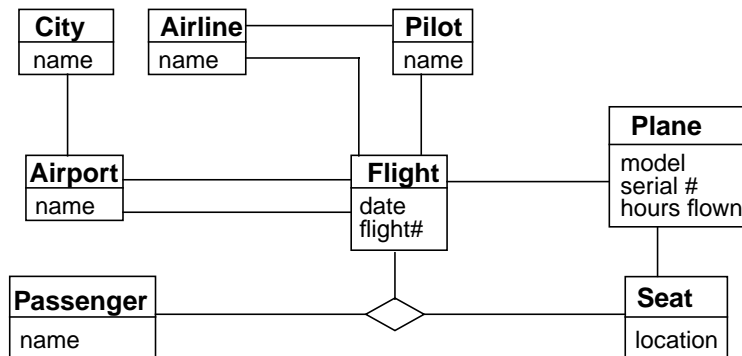 City
name
Airline
name
Pilot
name
Plane
model
serial #
hours flown
Airport
name
Flight
date
flight#
Passenger
name
Seat
location